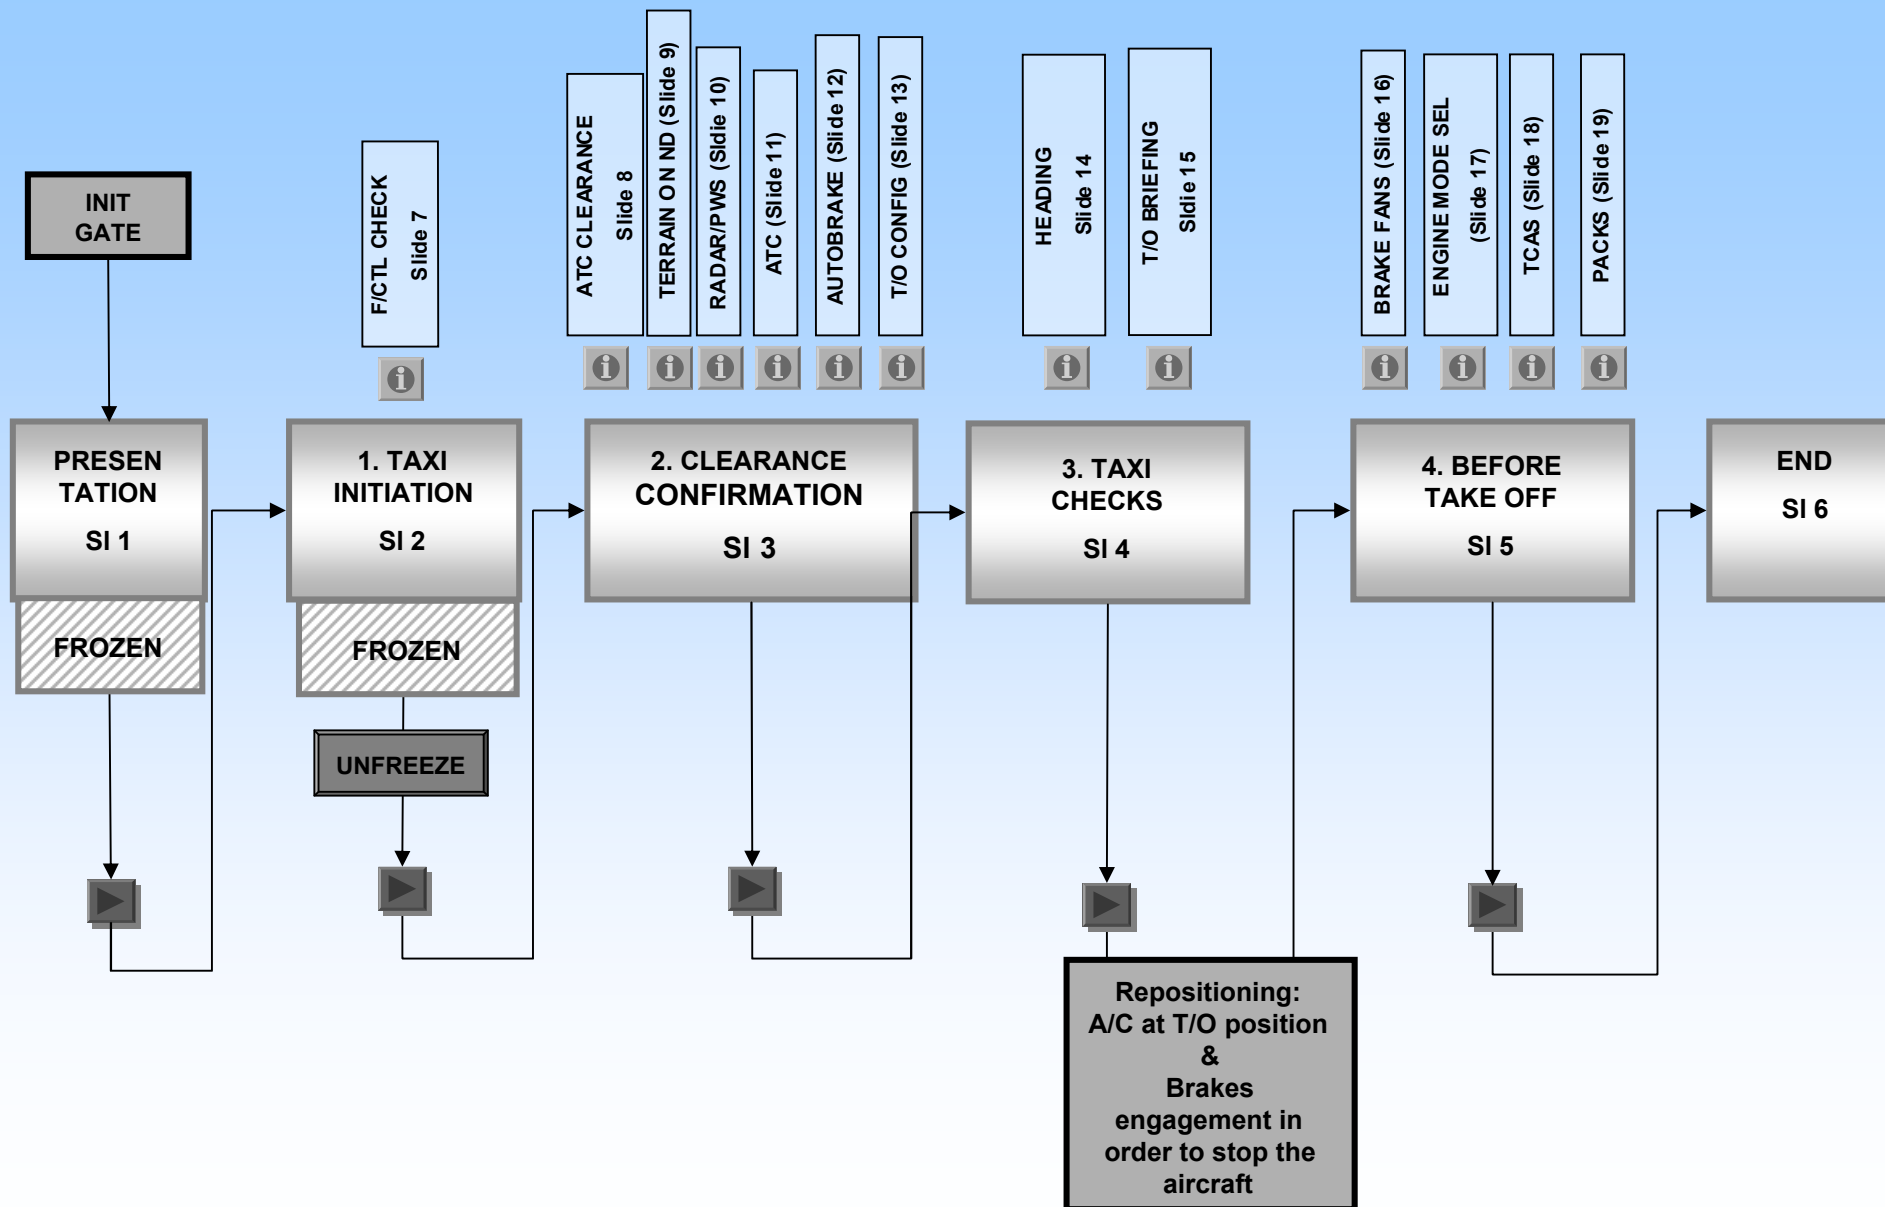 INIT
GATE
F/CTL CHECK
Slide 7
ATC CLEARANCE
Slide 8
TERRAIN ON ND (Slide 9)
RADAR/PWS (Sldie 10)
ATC (Slide 11)
AUTOBRAKE (Slide 12)
T/O CONFIG (Slide 13)
HEADING
Slide 14
T/O BRIEFING
Sldie 15
BRAKE FANS (Slide 16)
ENGINE MODE SEL
(Slide 17)
TCAS (Slide 18)
PACKS (Slide 19)
PRESEN
TATION
SI 1
FROZEN
1. TAXI
INITIATION
SI 2
FROZEN
UNFREEZE
2. CLEARANCE
CONFIRMATION
SI 3
3. TAXI
CHECKS
SI 4
4. BEFORE
TAKE OFF
SI 5
END
SI 6
Repositioning:
A/C at T/O position
&
Brakes
engagement in
order to stop the
aircraft